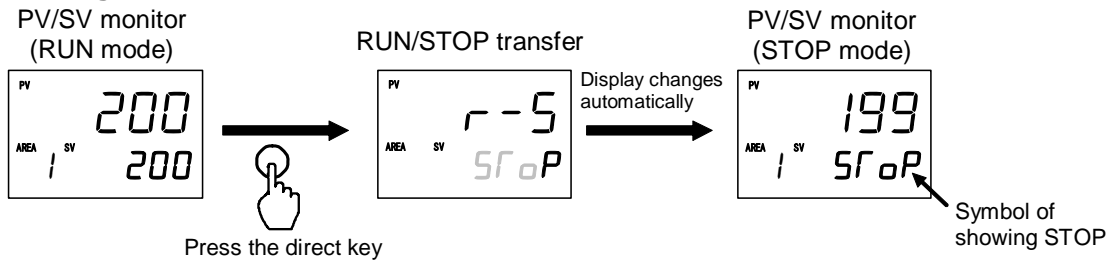 PV/SV monitor
(RUN mode)
RUN/STOP transfer
PV/SV monitor
(STOP mode)
PV
200
AREA 1 SV 200
PV
r--S
AREA SV SToP
Display changes
automatically
PV
199
AREA 1 SV SToP
Press the direct key
Symbol of
showing STOP